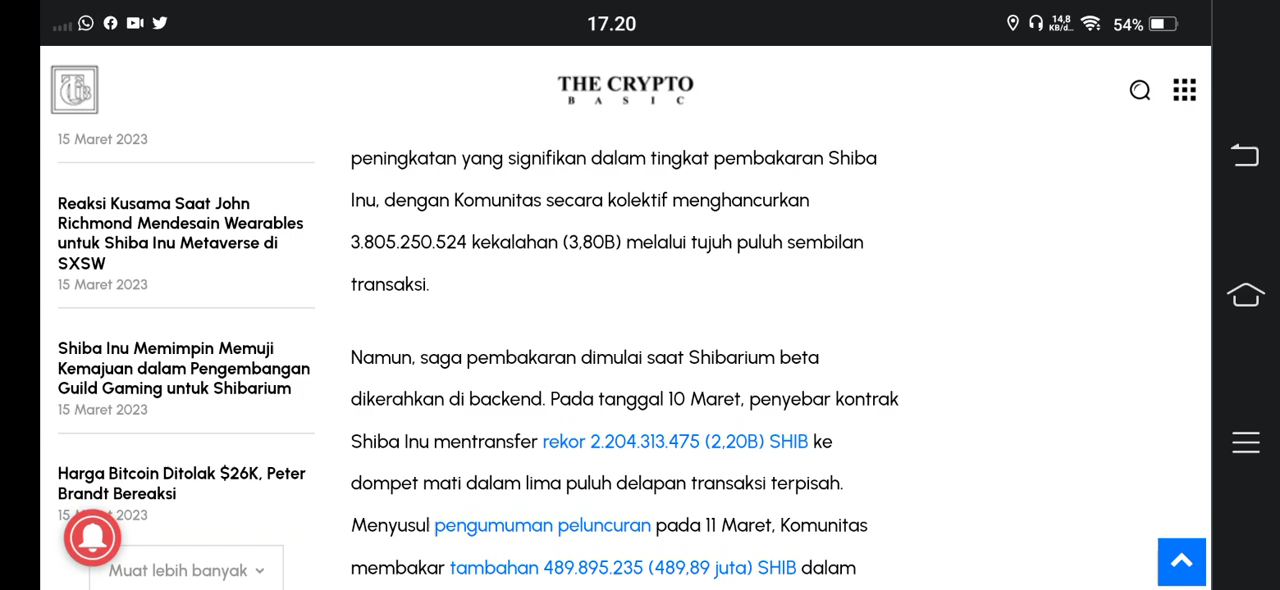 17.20
14,8
KB/d...
54%
THE CRYPTO
BASIC
15 Maret 2023
Reaksi Kusama Saat John
Richmond Mendesain Wearables
untuk Shiba Inu Metaverse di
SXSW
15 Maret 2023
Shiba Inu Memimpin Memuji
Kemajuan dalam Pengembangan
Guild Gaming untuk Shibarium
15 Maret 2023
Harga Bitcoin Ditolak $26K, Peter
Brandt Bereaksi
15 2023
Muat lebih banyak
peningkatan yang signifikan dalam tingkat pembakaran Shiba
Inu, dengan Komunitas secara kolektif menghancurkan
3.805.250.524 kekalahan (3,80B) melalui tujuh puluh sembilan
transaksi.
Namun, saga pembakaran dimulai saat Shibarium beta
dikerahkan di backend. Pada tanggal 10 Maret, penyebar kontrak
Shiba Inu mentransfer rekor 2.204.313.475 (2,20B) SHIB ke
dompet mati dalam lima puluh delapan transaksi terpisah.
Menyusul pengumuman peluncuran pada 11 Maret, Komunitas
membakar tambahan 489.895.235 (489,89 juta) SHIB dalam